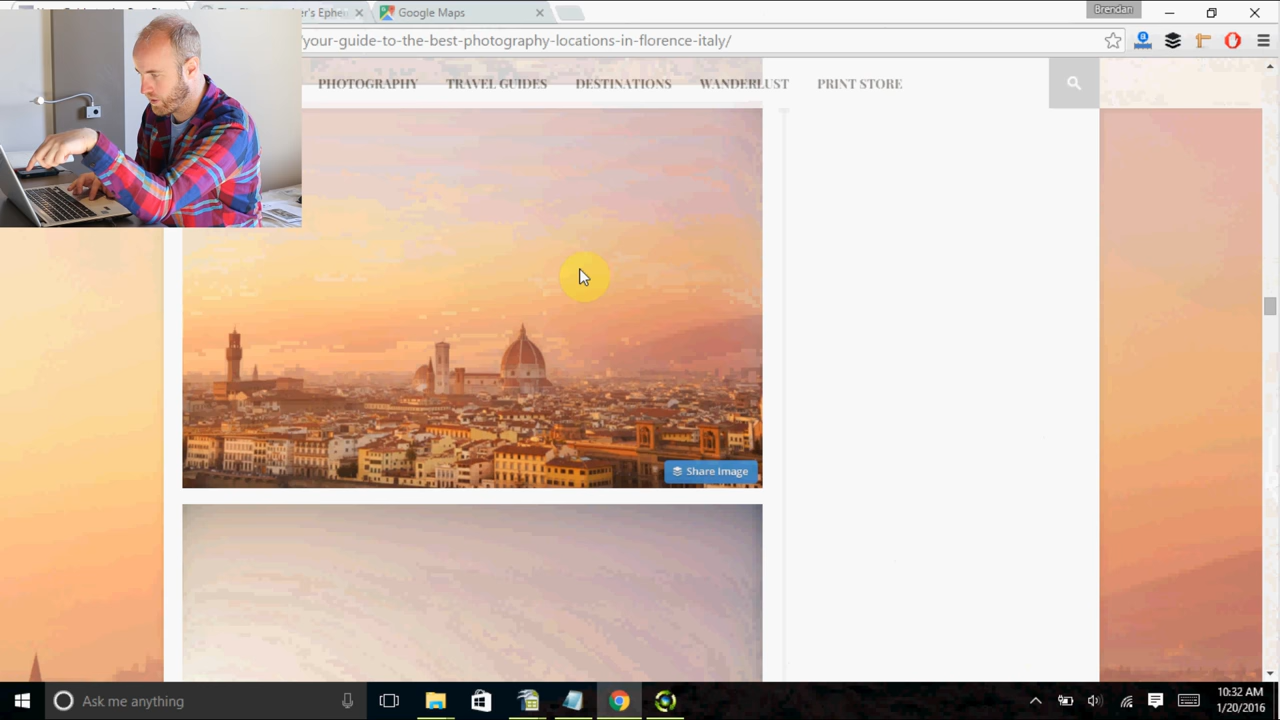 Brendan
Google Maps
/your-guide-to-the-best-photography-locations-in-florence-italy/
PHOTOGRAPHY TRAVEL GUIDES DESTINATIONS WANDERLUST PRINT STORE
Share Image
Ask me anything
10:32 AM
1/20/2016